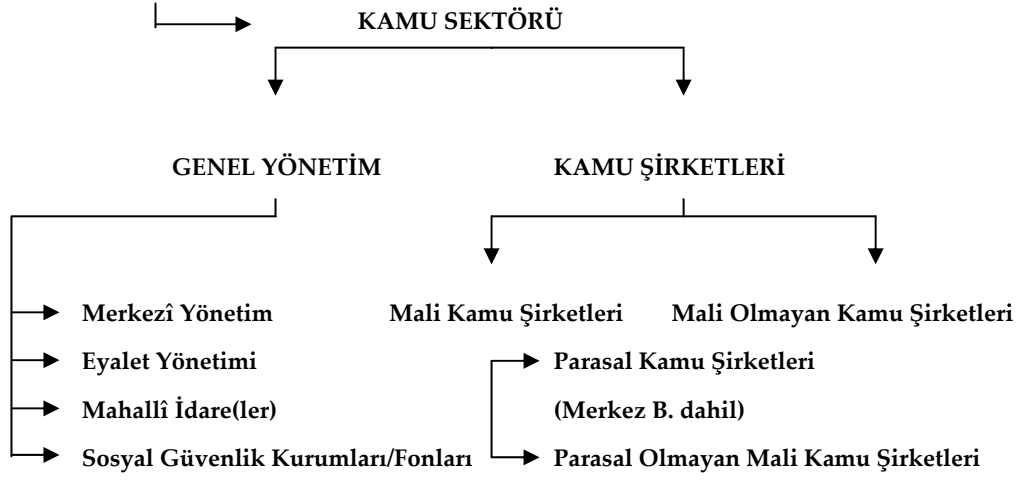 KAMU SEKTÖRÜ
GENEL YÖNETİM
KAMU ŞİRKETLERİ
Merkezî Yönetim
Mali Kamu Şirketleri
Mali Olmayan Kamu Şirketleri
Eyalet Yönetimi
Parasal Kamu Şirketleri
Mahallî İdare(ler)
(Merkez B. dahil)
Sosyal Güvenlik Kurumları/Fonları
Parasal Olmayan Mali Kamu Şirketleri